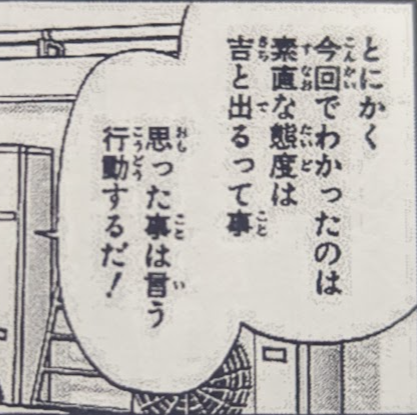 とにかく
今回でわかったのは
素直な態度は
吉と出るって事
思った事は言う
行動するだ！